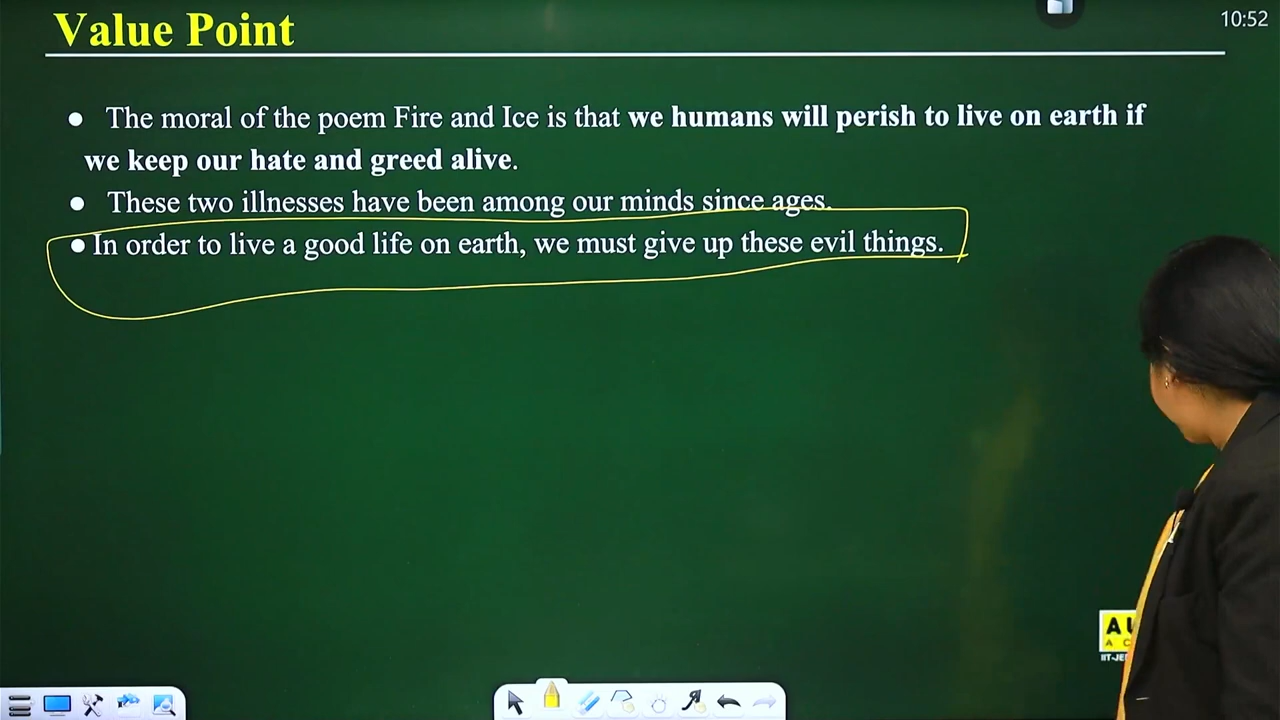 Value Point
10:52
● The moral of the poem Fire and Ice is that we humans will perish to live on earth if
we keep our hate and greed alive.
● These two illnesses have been among our minds since ages.
● In order to live a good life on earth, we must give up these evil things.